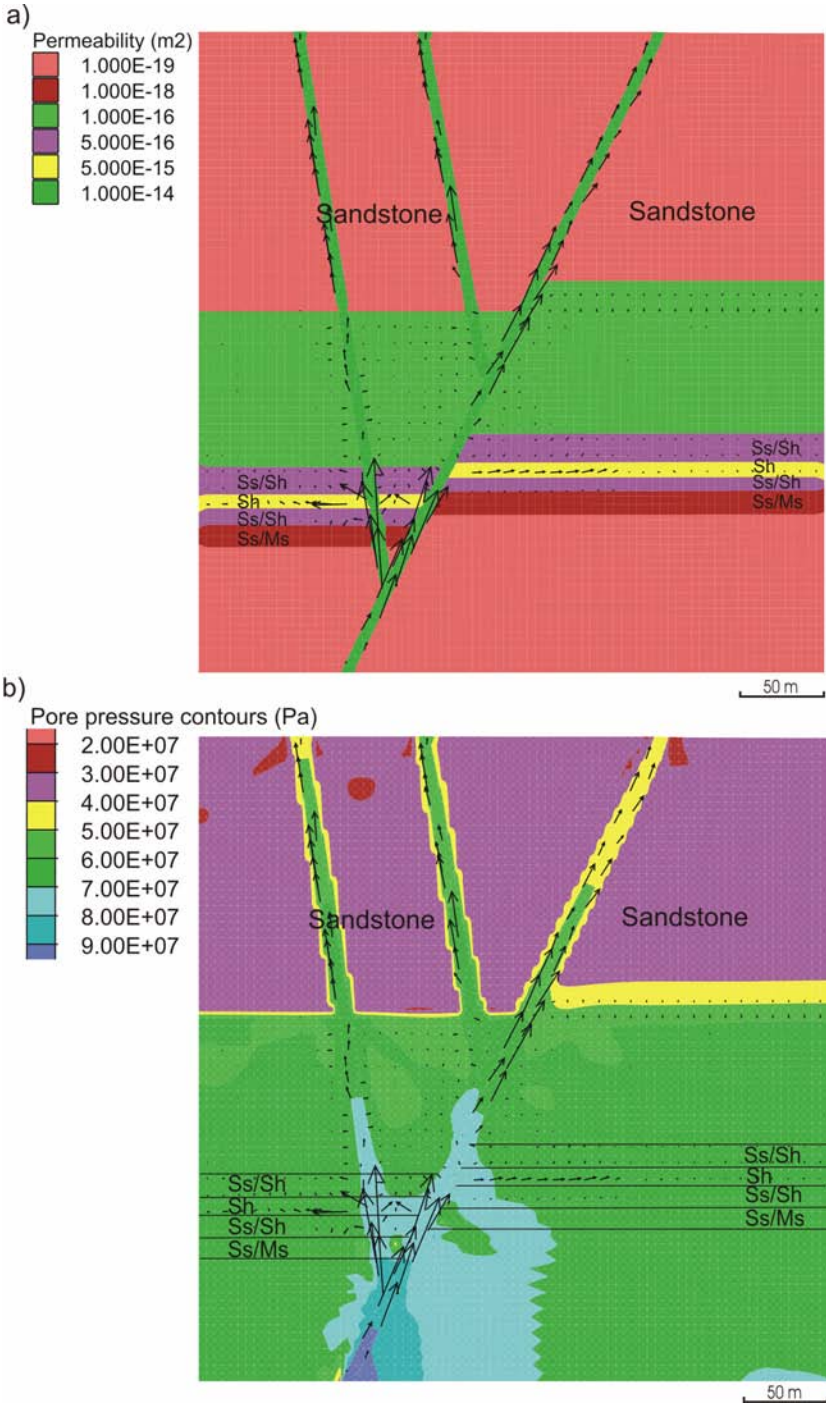 a)
Permeability (m2)
1.000E-19
1.000E-18
1.000E-16
5.000E-16
5.000E-15
1.000E-14
Sandstone
Sandstone
Ss/Sh
Sh
Ss/Sh
Ss/Ms
Ss/Sh
Sh
Ss/Sh
Ss/Ms
50 m
b)
Pore pressure contours (Pa)
2.00E+07
3.00E+07
4.00E+07
5.00E+07
6.00E+07
7.00E+07
8.00E+07
9.00E+07
Sandstone
Sandstone
Ss/Sh
Sh
Ss/Sh
Ss/Ms
Ss/Sh
Sh
Ss/Sh
Ss/Ms
50 m